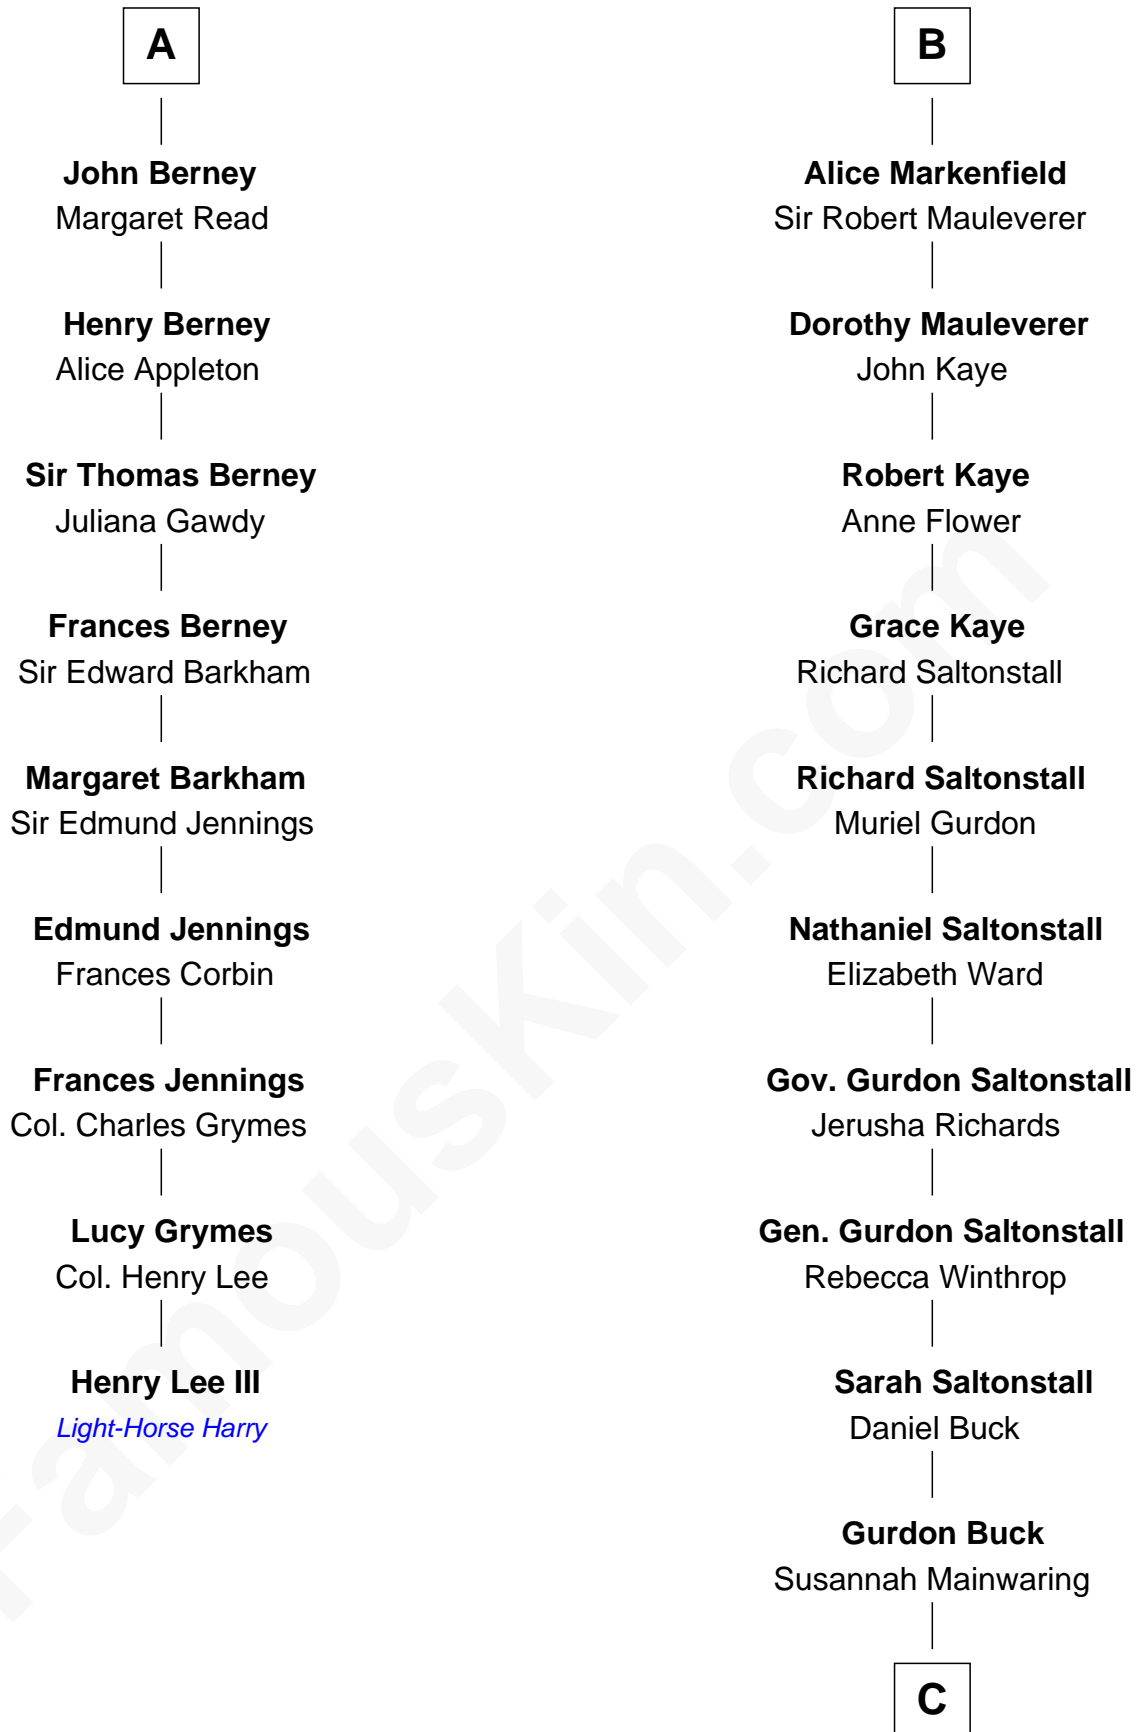 A
John Berney
Margaret Read
Henry Berney
Alice Appleton
Sir Thomas Berney
Juliana Gawdy
Frances Berney
Sir Edward Barkham
Margaret Barkham
Sir Edmund Jennings
Edmund Jennings
Frances Corbin
Frances Jennings
Col. Charles Grymes
Lucy Grymes
Col. Henry Lee
Henry Lee III
Light-Horse Harry
B
Alice Markenfield
Sir Robert Mauleverer
Dorothy Mauleverer
John Kaye
Robert Kaye
Anne Flower
Grace Kaye
Richard Saltonstall
Richard Saltonstall
Muriel Gurdon
Nathaniel Saltonstall
Elizabeth Ward
Gov. Gurdon Saltonstall
Jerusha Richards
Gen. Gurdon Saltonstall
Rebecca Winthrop
Sarah Saltonstall
Daniel Buck
Gurdon Buck
Susannah Mainwaring
C
FamousKin.com